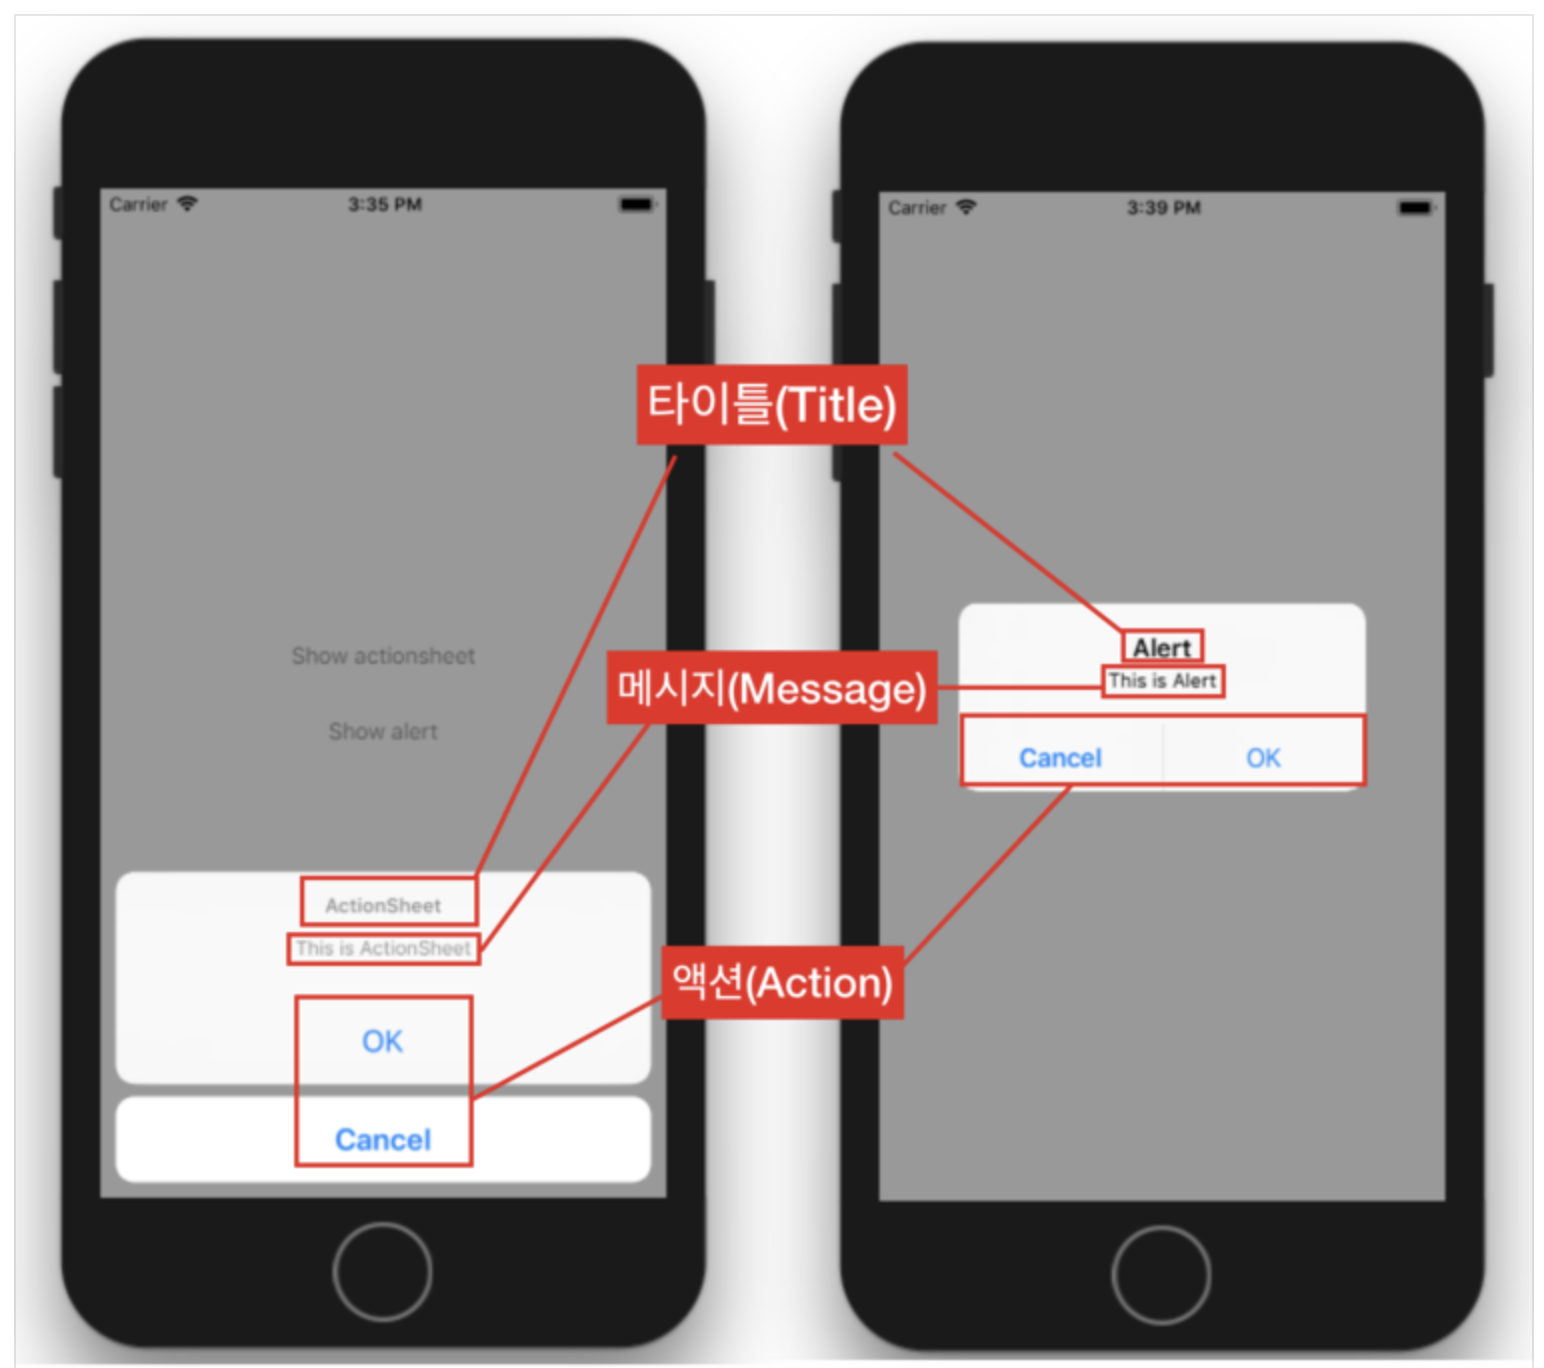 Carrier
3:35 PM
Show actionsheet
Show alert
ActionSheet
This is ActionSheet
OK
Cancel
타이틀(Title)
메시지(Message)
액션(Action)
Carrier
3:39 PM
Alert
This is Alert
Cancel
OK